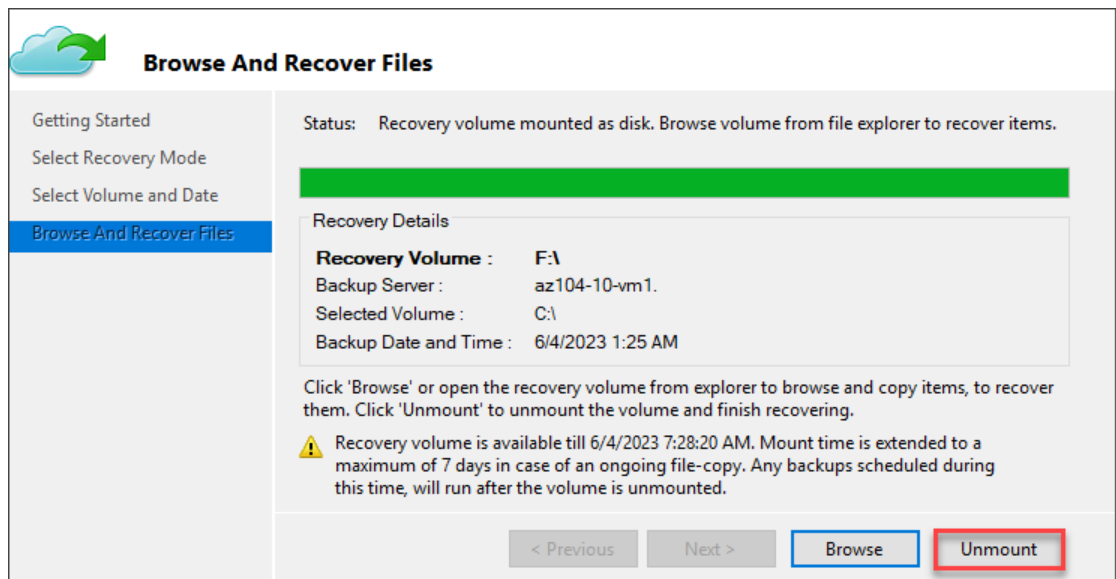 Browse And Recover Files
Getting Started
Select Recovery Mode
Select Volume and Date
Browse And Recover Files
Status: Recovery volume mounted as disk. Browse volume from file explorer to recover items.
Recovery Details
Recovery Volume : F:\
Backup Server : az104-10-vm1.
Selected Volume : C:\
Backup Date and Time : 6/4/2023 1:25 AM
Click 'Browse' or open the recovery volume from explorer to browse and copy items, to recover
them. Click 'Unmount' to unmount the volume and finish recovering.
Recovery volume is available till 6/4/2023 7:28:20 AM. Mount time is extended to a
maximum of 7 days in case of an ongoing file-copy. Any backups scheduled during
this time, will run after the volume is unmounted.
< Previous Next > Browse Unmount